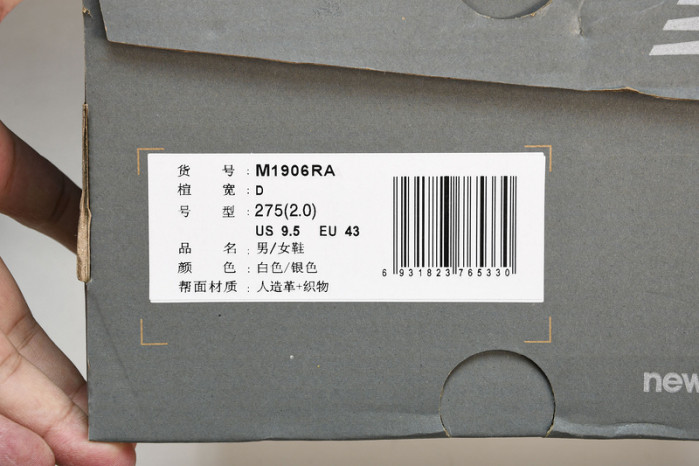 货 号 : M1906RA
楦 宽 : D
号 型 : 275(2.0)
US 9.5 EU 43
品 名 : 男/女鞋
颜 色 : 白色/银色
帮面材质 : 人造革+织物
6 931823 765330
new